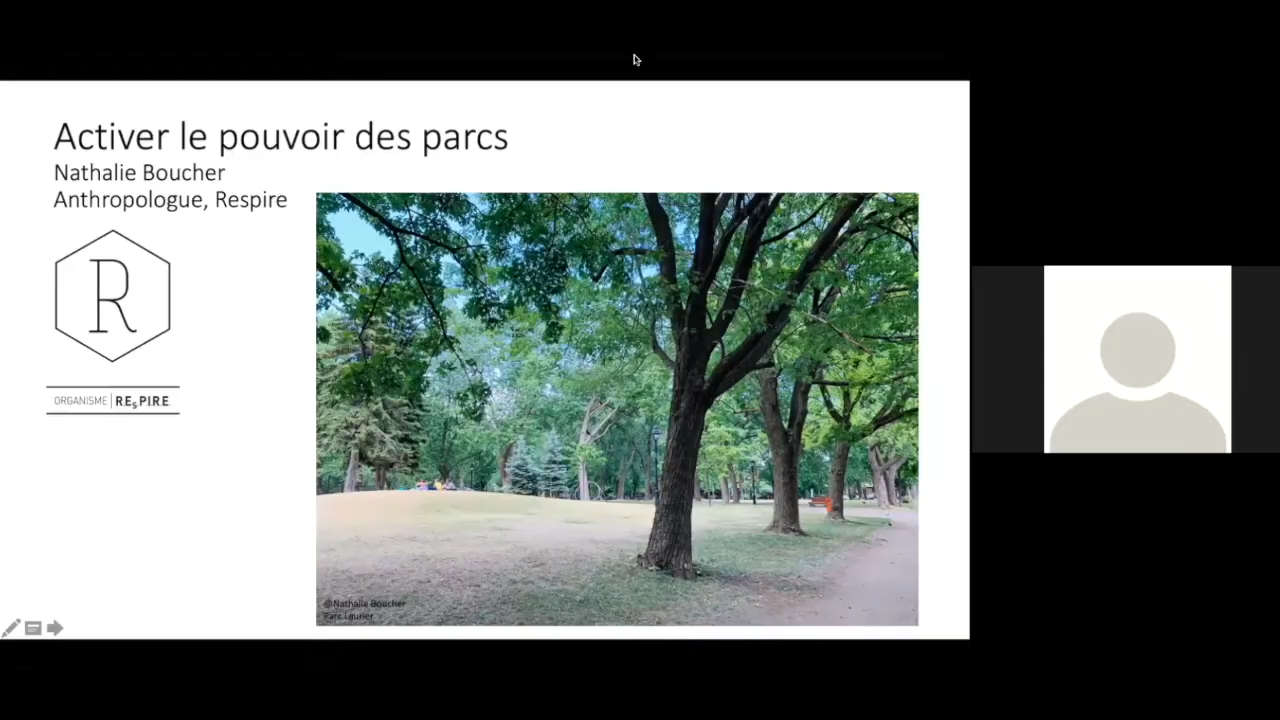 Activer le pouvoir des parcs
Nathalie Boucher
Anthropologue, Respire
R
ORGANISME | RESPIRE
@Nathalie Boucher
Parc Laurier